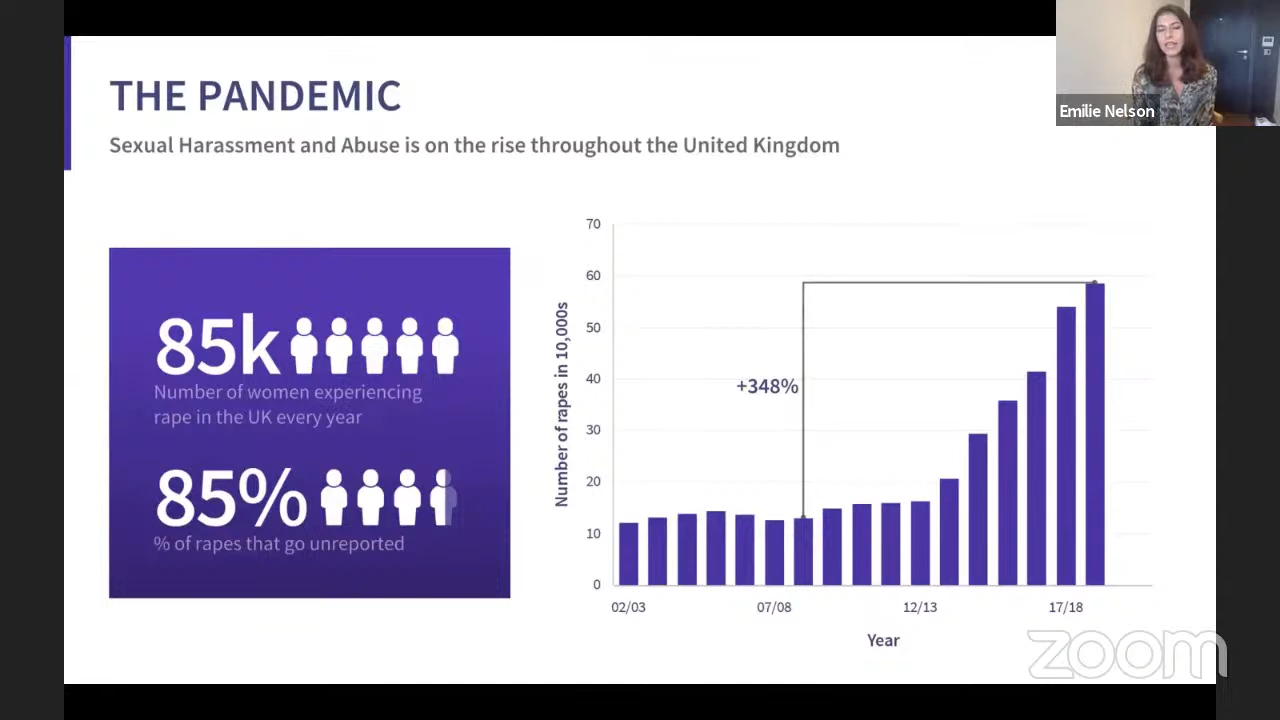 THE PANDEMIC
Sexual Harassment and Abuse is on the rise throughout the United Kingdom
Emilie Nelson
85k
Number of women experiencing
rape in the UK every year
85%
% of rapes that go unreported
Number of rapes in 10,000s
70
60
50
40
30
20
10
0
+348%
02/03
07/08
12/13
17/18
Year
zoom